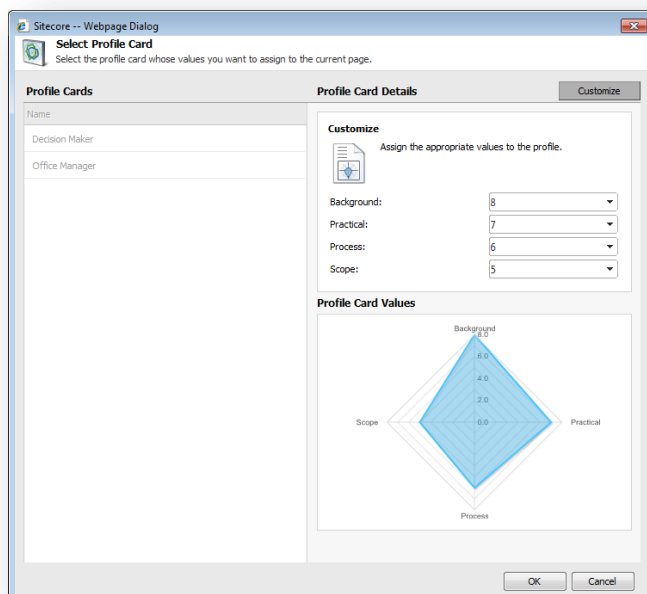 Sitecore -- Webpage Dialog
Select Profile Card
Select the profile card whose values you want to assign to the current page.
Profile Cards
Name
Decision Maker
Office Manager
Profile Card Details
Customize
Customize
Assign the appropriate values to the profile.
Background: 8
Practical: 7
Process: 6
Scope: 5
Profile Card Values
Background
8.0
6.0
4.0
2.0
Scope 0.0 Practical
Process
OK Cancel